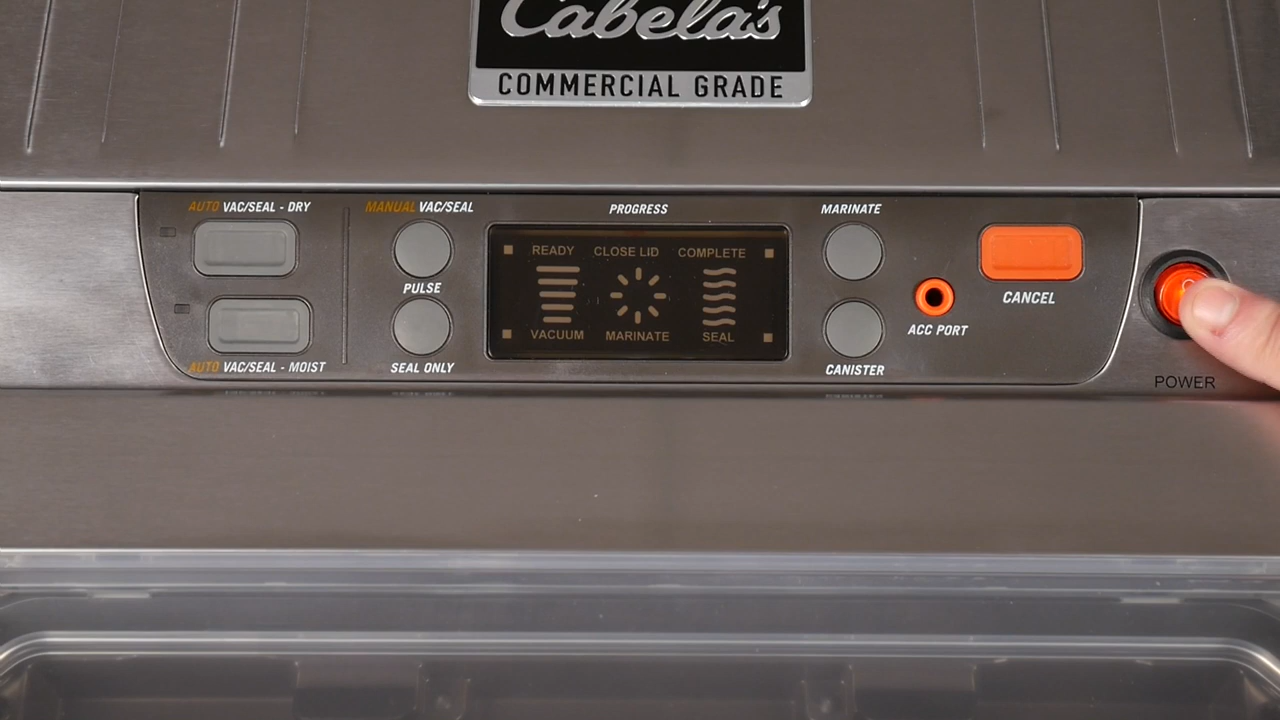 Cabela's
COMMERCIAL GRADE
AUTO VAC/SEAL - DRY
MANUAL VAC/SEAL
PROGRESS
MARINATE
READY
CLOSE LID
COMPLETE
PULSE
CANCEL
ACC PORT
VACUUM
MARINATE
SEAL
AUTO VAC/SEAL - MOIST
SEAL ONLY
CANISTER
POWER